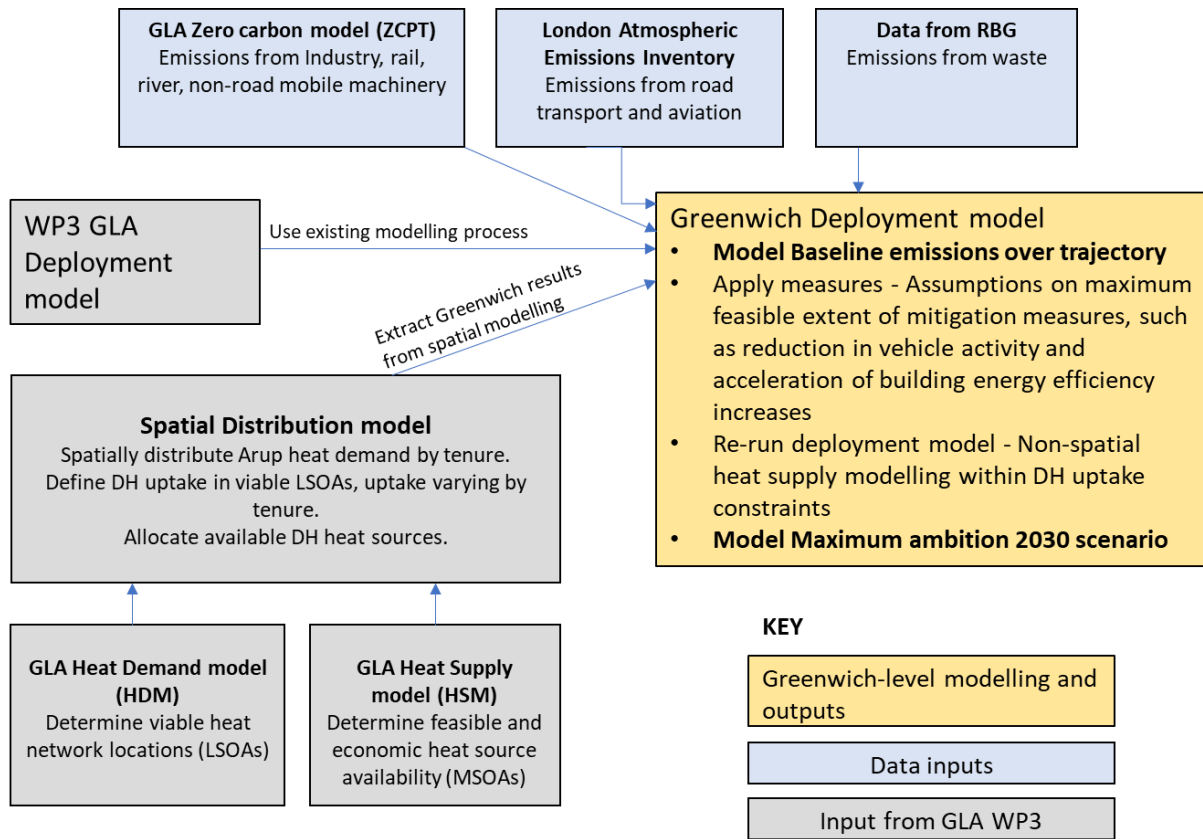 GLA Zero carbon model (ZCPT)
Emissions from Industry, rail,
river, non-road mobile machinery
London Atmospheric
Emissions Inventory
Emissions from road
transport and aviation
Data from RBG
Emissions from waste
WP3 GLA
Deployment
model
Use existing modelling process
Extract Greenwich results
from spatial modelling
Greenwich Deployment model
• Model Baseline emissions over trajectory
• Apply measures - Assumptions on maximum
feasible extent of mitigation measures, such
as reduction in vehicle activity and
acceleration of building energy efficiency
increases
• Re-run deployment model - Non-spatial
heat supply modelling within DH uptake
constraints
• Model Maximum ambition 2030 scenario
Spatial Distribution model
Spatially distribute Arup heat demand by tenure.
Define DH uptake in viable LSOAs, uptake varying by
tenure.
Allocate available DH heat sources.
GLA Heat Demand model
(HDM)
Determine viable heat
network locations (LSOAs)
GLA Heat Supply
model (HSM)
Determine feasible and
economic heat source
availability (MSOAs)
KEY
Greenwich-level modelling and
outputs
Data inputs
Input from GLA WP3